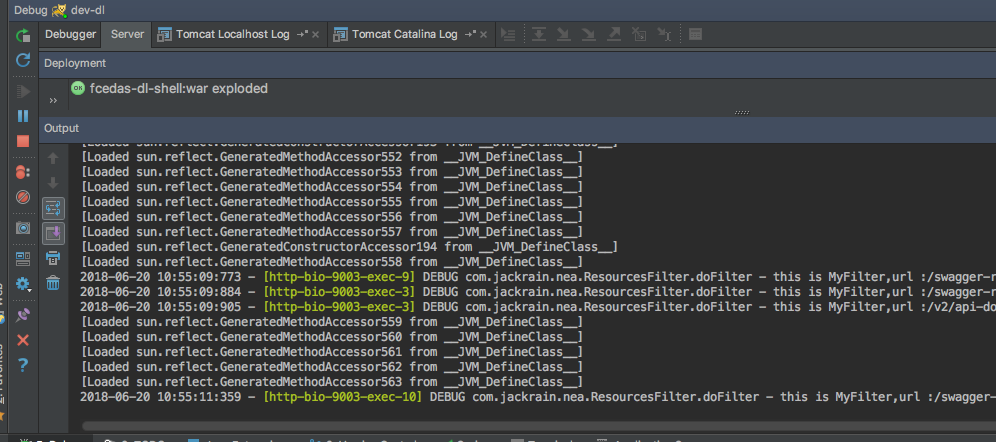 Debug dev-dl
Debugger Server Tomcat Localhost Log Tomcat Catalina Log
Deployment
OK fcedas-dl-shell:war exploded
Output
[Loaded sun.reflect.GeneratedConstructorAccessor193 from __JVM_DefineClass__]
[Loaded sun.reflect.GeneratedMethodAccessor552 from __JVM_DefineClass__]
[Loaded sun.reflect.GeneratedMethodAccessor553 from __JVM_DefineClass__]
[Loaded sun.reflect.GeneratedMethodAccessor554 from __JVM_DefineClass__]
[Loaded sun.reflect.GeneratedMethodAccessor555 from __JVM_DefineClass__]
[Loaded sun.reflect.GeneratedMethodAccessor556 from __JVM_DefineClass__]
[Loaded sun.reflect.GeneratedMethodAccessor557 from __JVM_DefineClass__]
[Loaded sun.reflect.GeneratedConstructorAccessor194 from __JVM_DefineClass__]
[Loaded sun.reflect.GeneratedMethodAccessor558 from __JVM_DefineClass__]
2018-06-20 10:55:09:773 - [http-bio-9003-exec-9] DEBUG com.jackrain.nea.ResourcesFilter.doFilter - this is MyFilter,url :/swagger-r
2018-06-20 10:55:09:884 - [http-bio-9003-exec-3] DEBUG com.jackrain.nea.ResourcesFilter.doFilter - this is MyFilter,url :/swagger-r
2018-06-20 10:55:09:905 - [http-bio-9003-exec-3] DEBUG com.jackrain.nea.ResourcesFilter.doFilter - this is MyFilter,url :/v2/api-do
[Loaded sun.reflect.GeneratedMethodAccessor559 from __JVM_DefineClass__]
[Loaded sun.reflect.GeneratedMethodAccessor560 from __JVM_DefineClass__]
[Loaded sun.reflect.GeneratedMethodAccessor561 from __JVM_DefineClass__]
[Loaded sun.reflect.GeneratedMethodAccessor562 from __JVM_DefineClass__]
[Loaded sun.reflect.GeneratedMethodAccessor563 from __JVM_DefineClass__]
2018-06-20 10:55:11:359 - [http-bio-9003-exec-10] DEBUG com.jackrain.nea.ResourcesFilter.doFilter - this is MyFilter,url :/swagger-